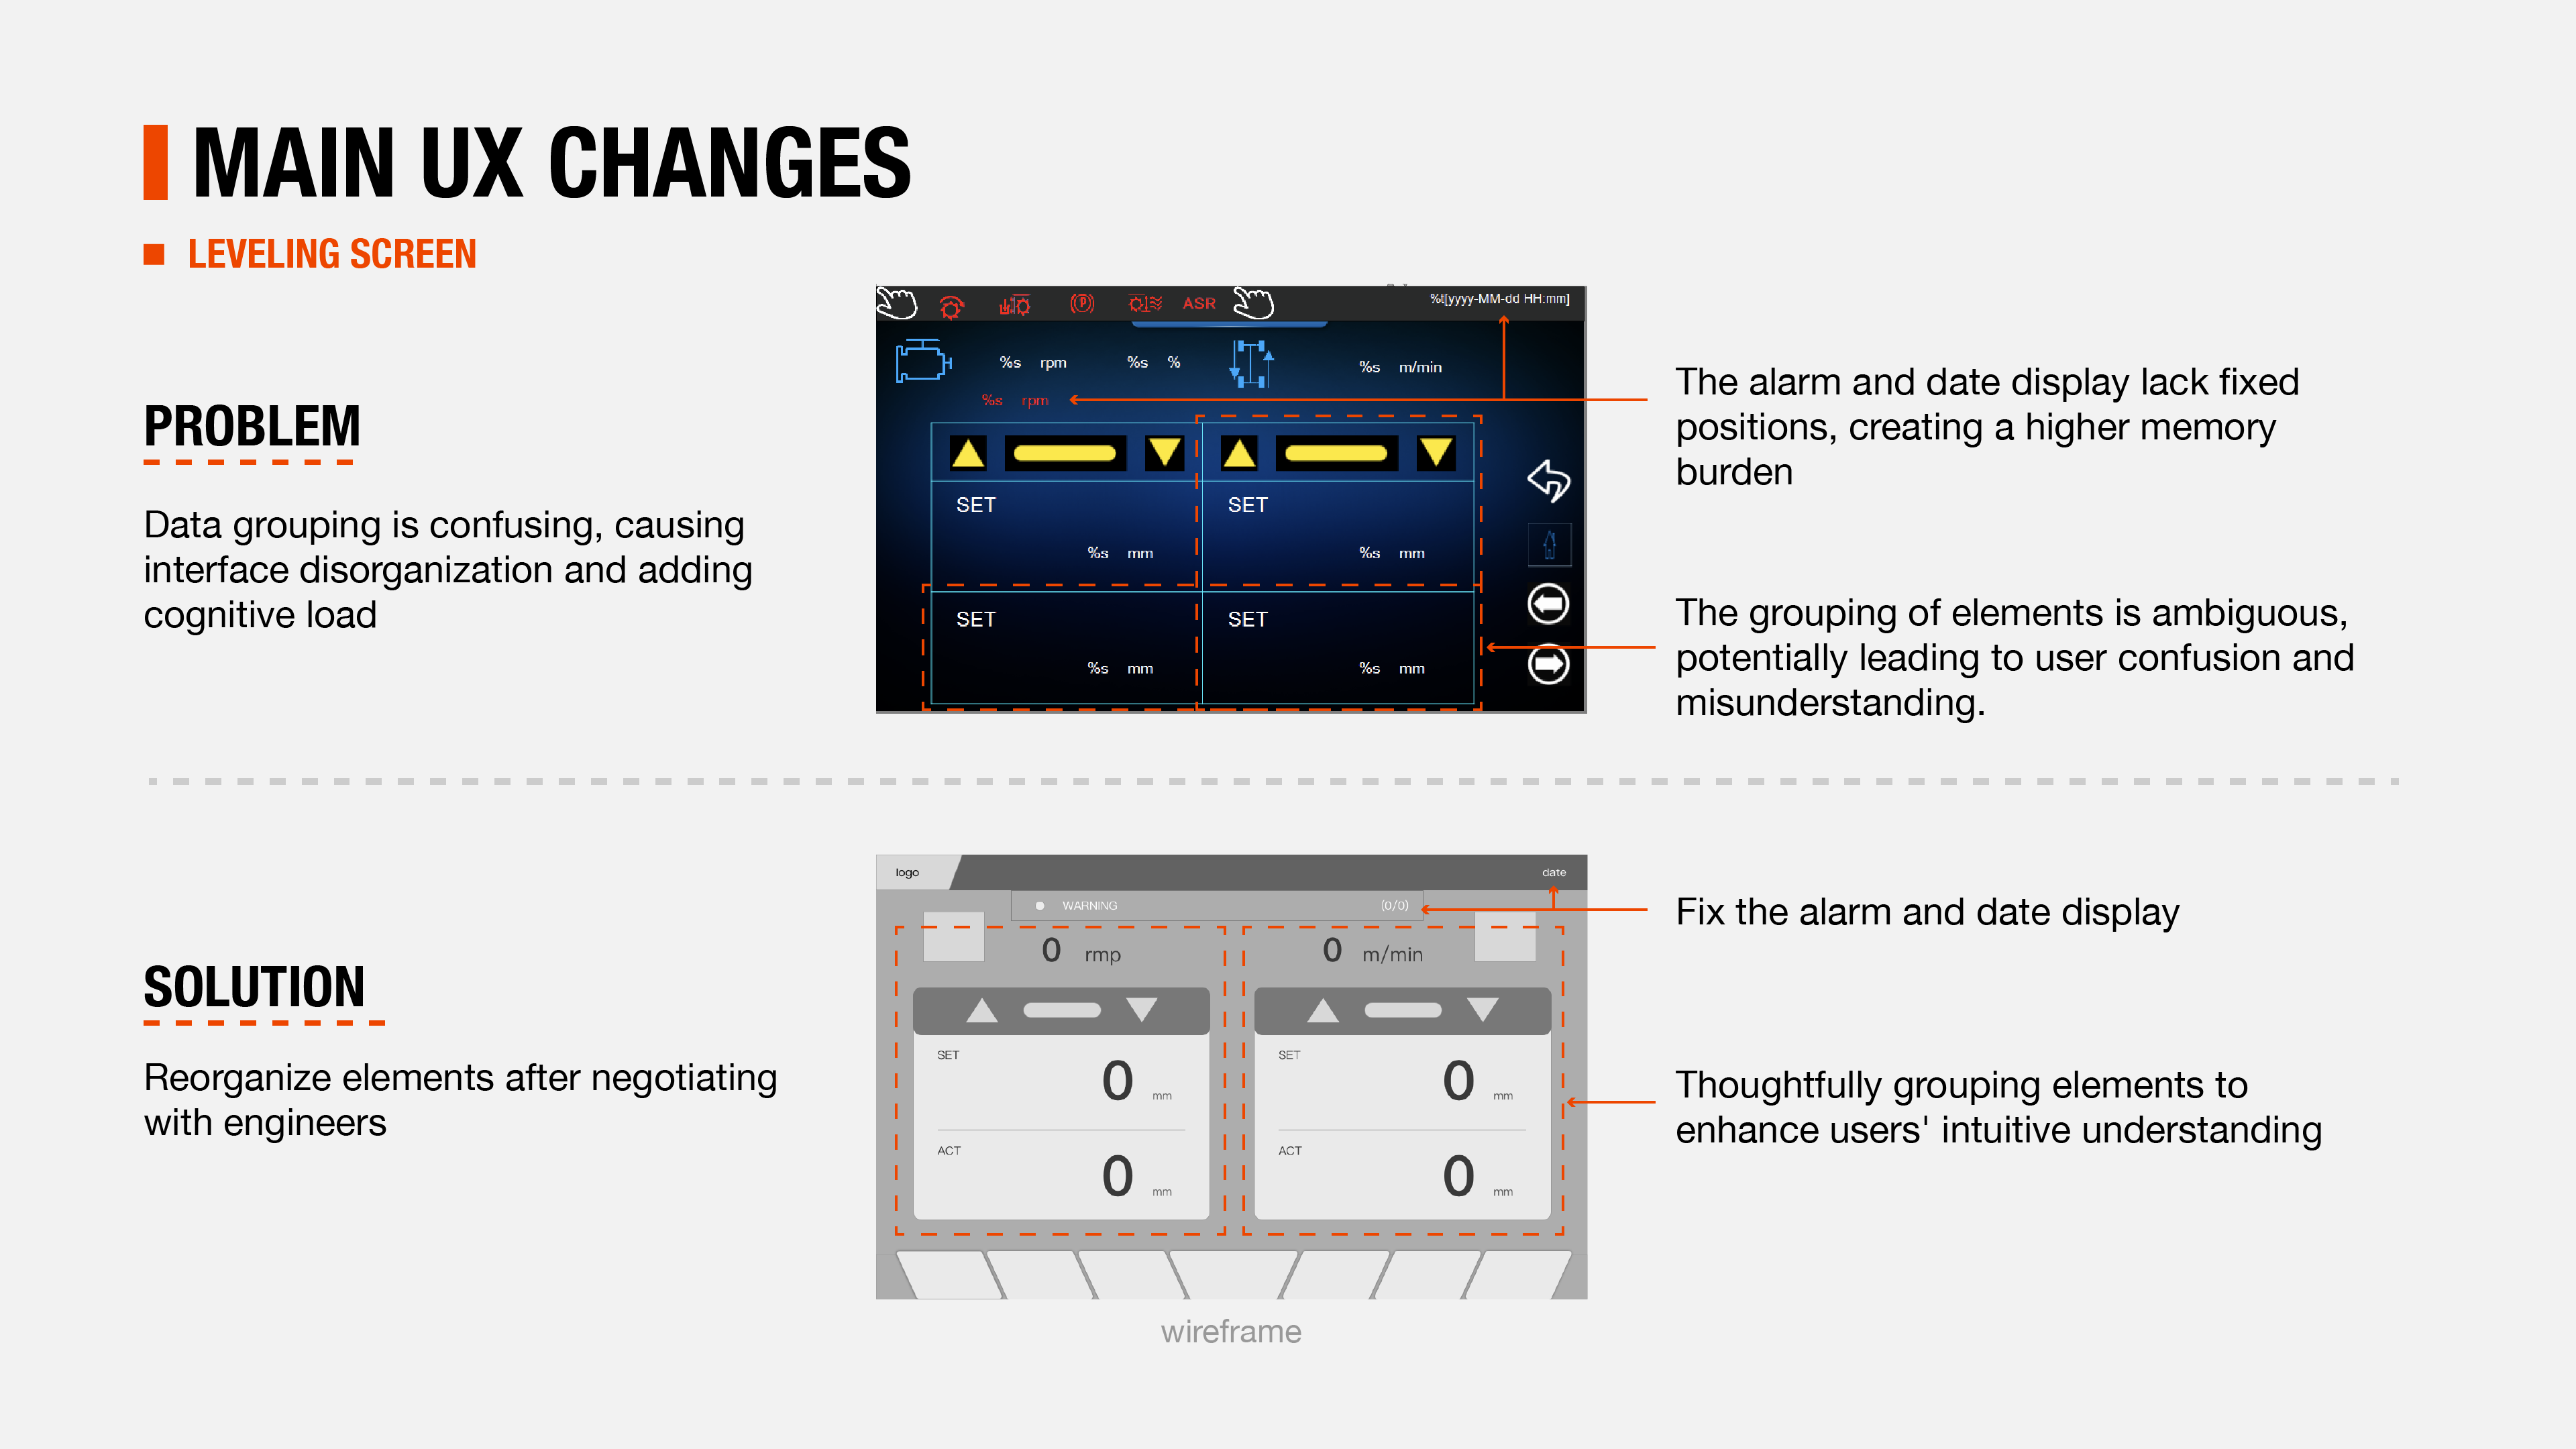 MAIN UX CHANGES
LEVELING SCREEN
PROBLEM
Data grouping is confusing, causing
interface disorganization and adding
cognitive load
ASR
%t[yyyy-MM-dd HH:mm]
%s rpm %s % %s m/min
%s rpm
SET SET
%s mm %s mm
SET SET
%s mm %s mm
The alarm and date display lack fixed
positions, creating a higher memory
burden
The grouping of elements is ambiguous,
potentially leading to user confusion and
misunderstanding.
SOLUTION
Reorganize elements after negotiating
with engineers
logo date
WARNING (0/0)
0 rmp 0 m/min
SET 0 mm SET 0 mm
ACT 0 mm ACT 0 mm
wireframe
Fix the alarm and date display
Thoughtfully grouping elements to
enhance users' intuitive understanding